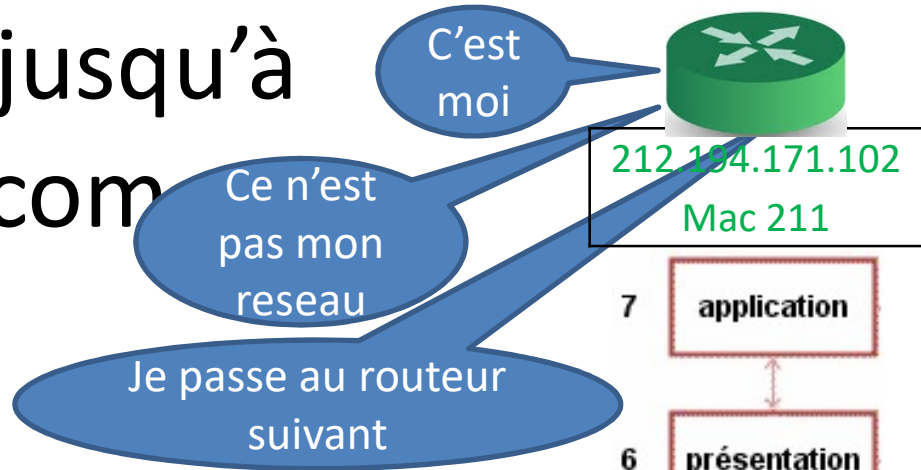 jusqu'à
com
C'est
moi
Ce n'est
pas mon
reseau
Je passe au routeur
suivant
212.194.171.102
Mac 211
7 application
6 présentation